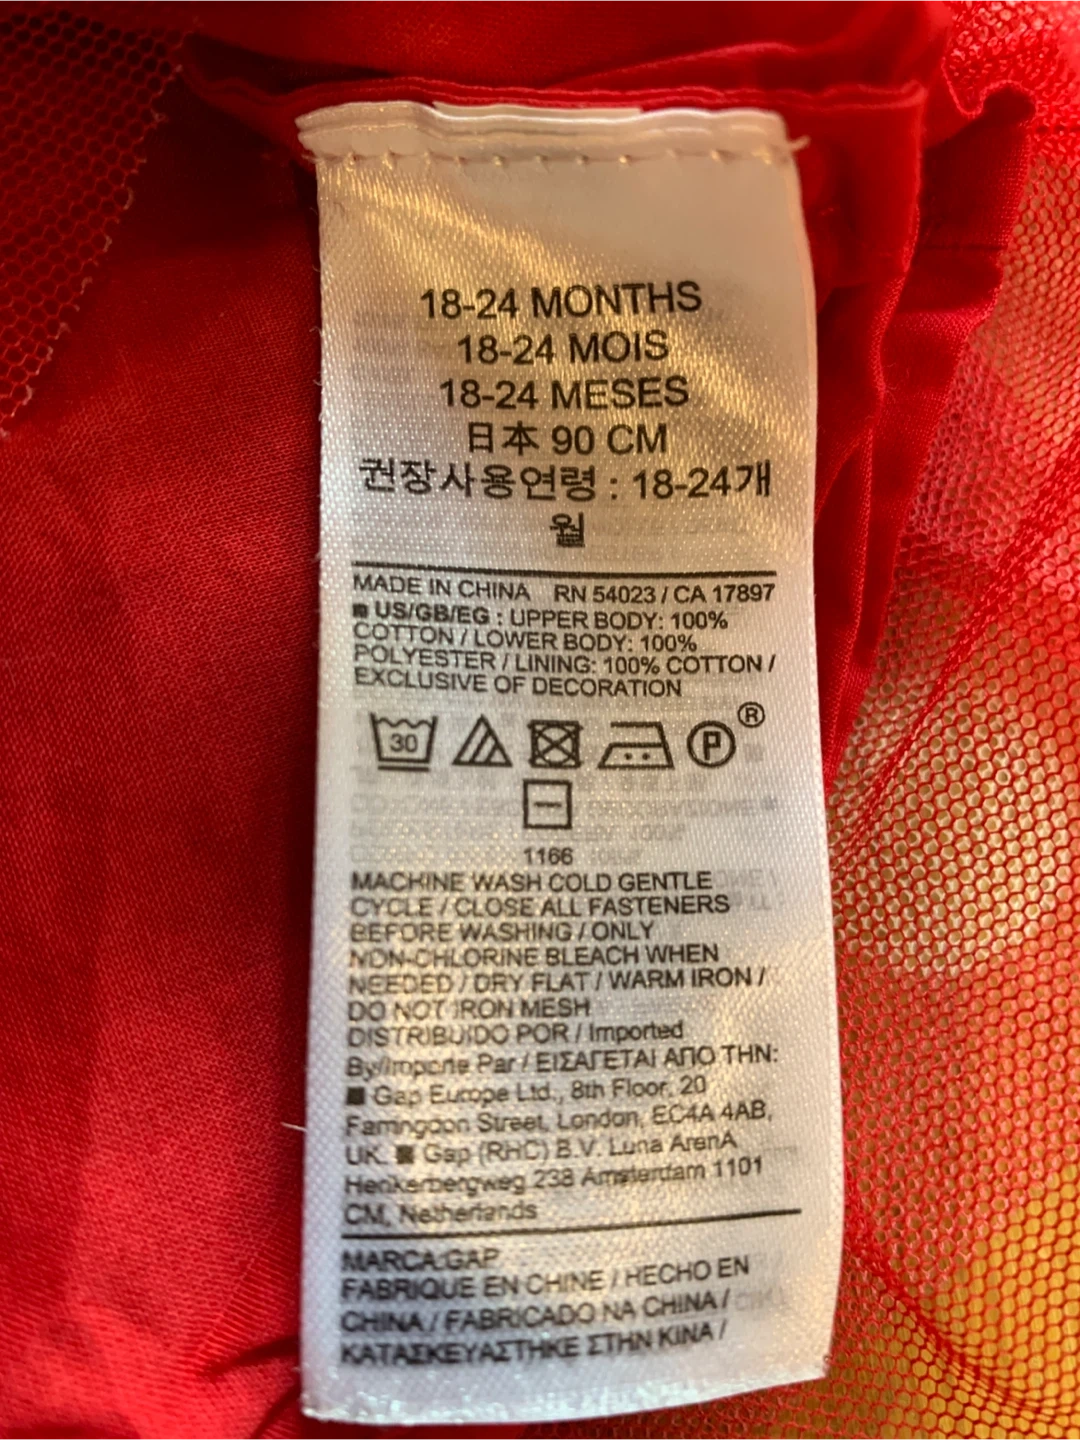 18-24 MONTHS
18-24 MOIS
18-24 MESES
日本 90 CM
권장사용연령 : 18-24개
월
MADE IN CHINA RN 54023 / CA 17897
US/GB/EG : UPPER BODY: 100%
COTTON / LOWER BODY: 100%
POLYESTER / LINING: 100% COTTON /
EXCLUSIVE OF DECORATION
30 P ®
1166
MACHINE WASH COLD GENTLE
CYCLE / CLOSE ALL FASTENERS
BEFORE WASHING / ONLY
NON-CHLORINE BLEACH WHEN
NEEDED / DRY FLAT / WARM IRON /
DO NOT IRON MESH
DISTRIBUIDO POR / Imported
By/Importe Par / ΕΙΣΑΓΕΤΑΙ ΑΠΟ ΤΗΝ:
Gap Europe Ltd., 8th Floor, 20
Farringdon Street, London, EC4A 4AB,
UK. Gap (RHC) B.V. Luna ArenA
Herikerbergweg 238 Amsterdam 1101
CM, Netherlands
MARCA:GAP
FABRIQUE EN CHINE / HECHO EN
CHINA / FABRICADO NA CHINA /
ΚΑΤΑΣΚΕΥΑΣΤΗΚΕ ΣΤΗΝ ΚΙΝΑ /